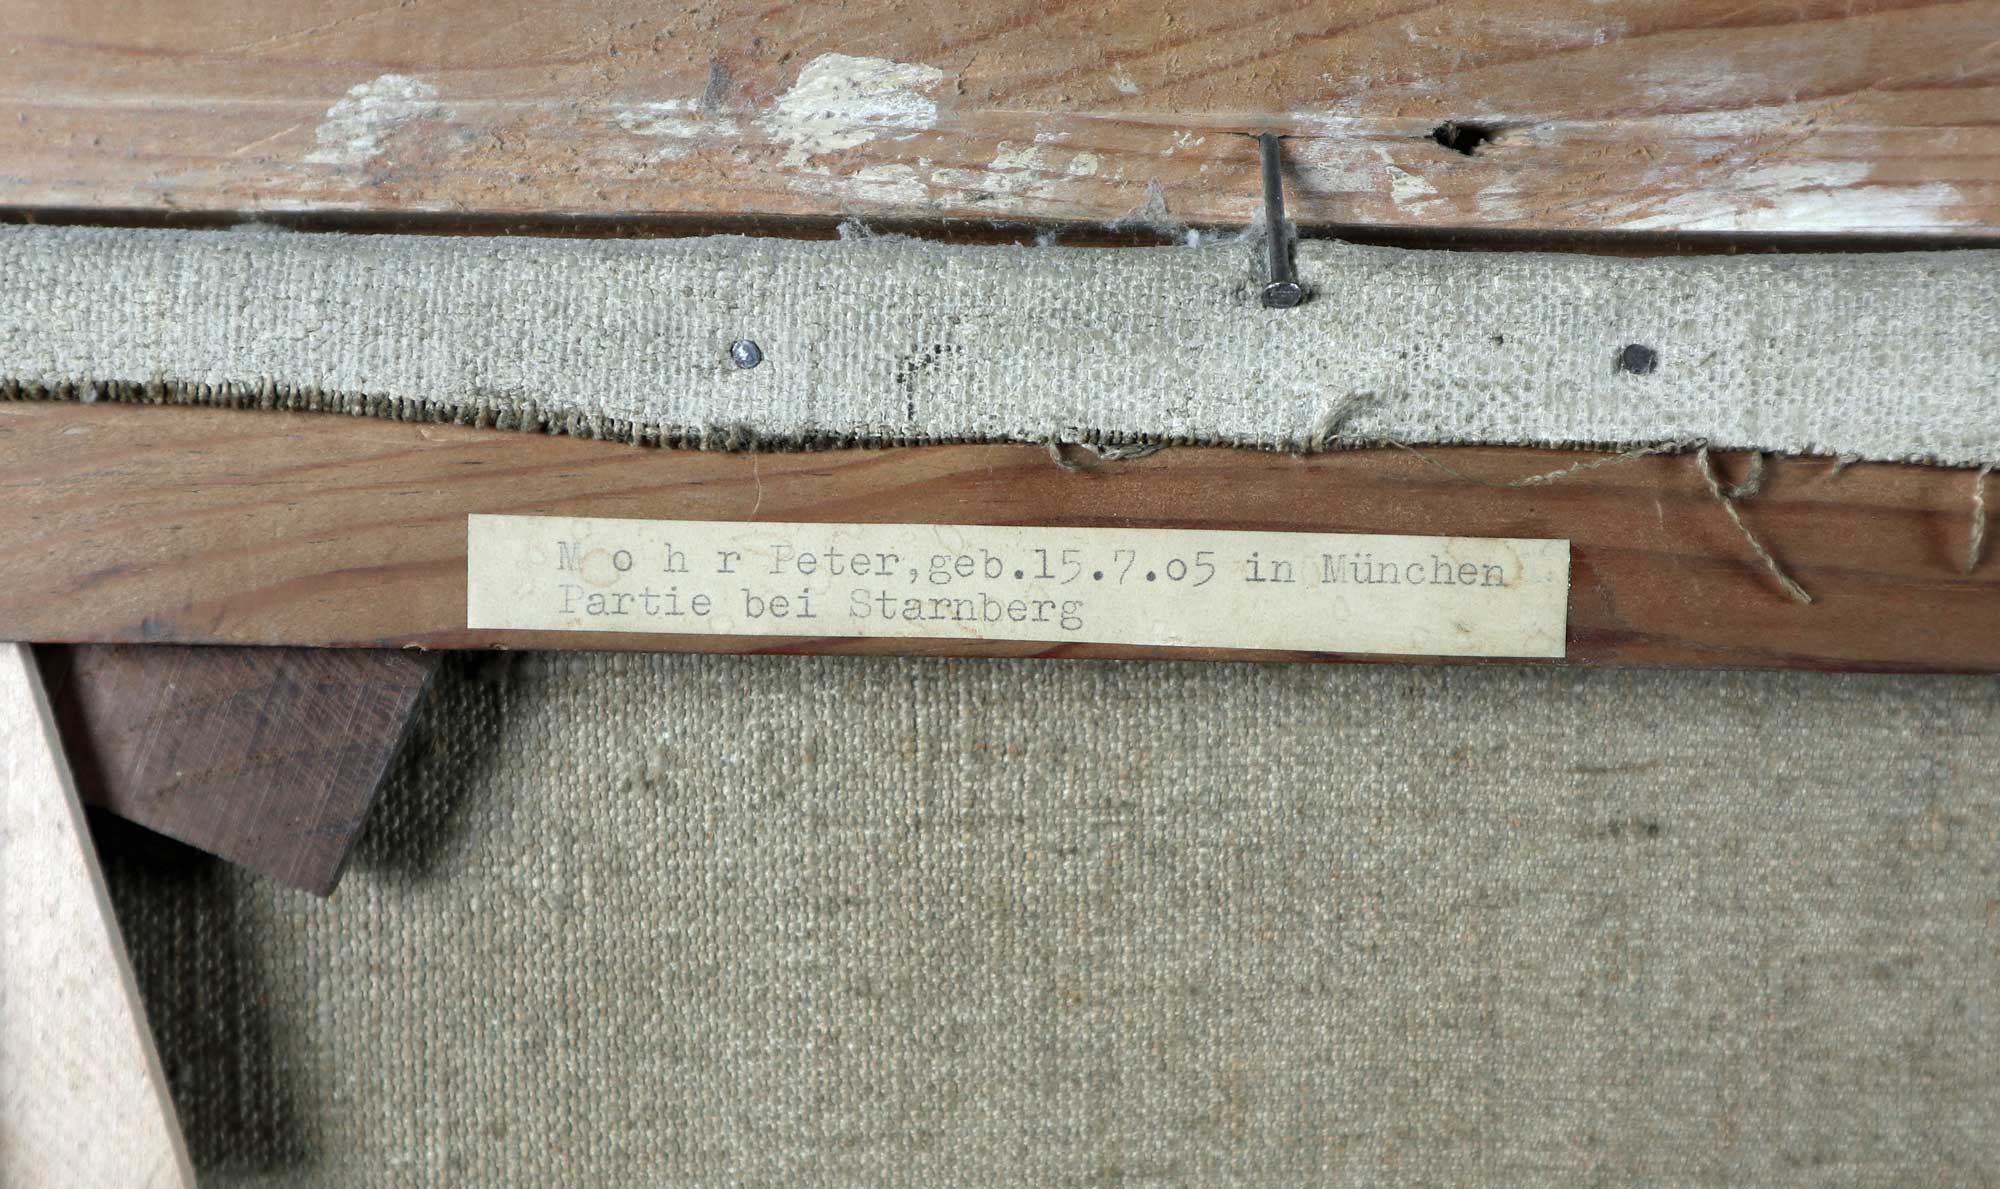 M o h r Peter,geb.15.7.o5 in München
Partie bei Starnberg